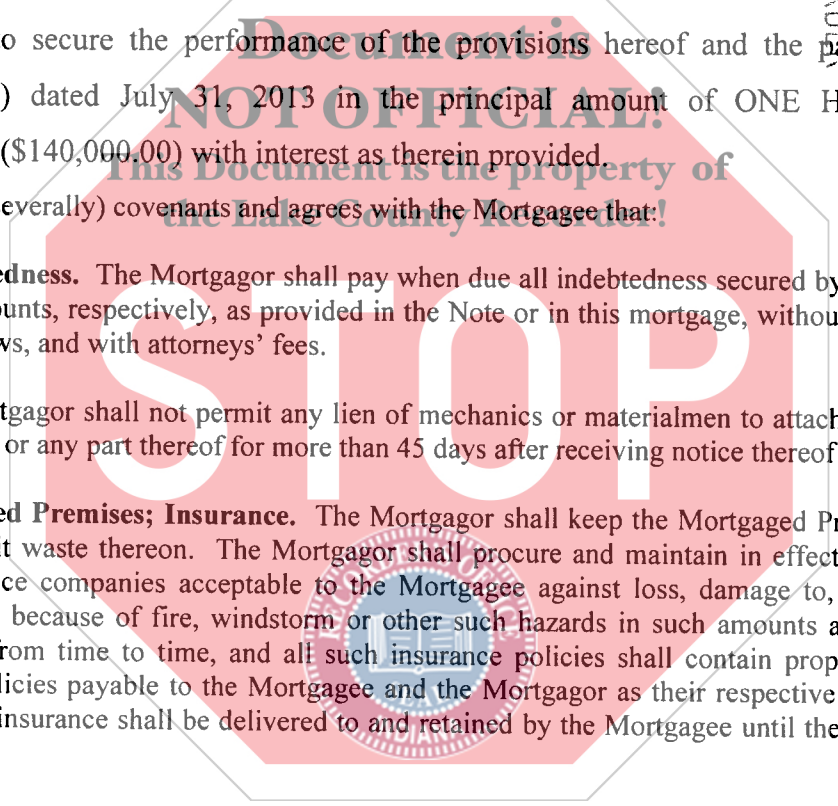 o secure the performance of the provisions hereof and the pa
Document is
) dated July 31, 2013 in the principal amount of ONE H
NOT OFFICIAL!
($140,000.00) with interest as therein provided.
This Document is the property of
everally) covenants and agrees with the Mortgagee that:
the Lake County Recorder!
edness. The Mortgagor shall pay when due all indebtedness secured by
ounts, respectively, as provided in the Note or in this mortgage, withou
ws, and with attorneys' fees.
STOP
tgagor shall not permit any lien of mechanics or materialmen to attach
or any part thereof for more than 45 days after receiving notice thereof
ed Premises; Insurance. The Mortgagor shall keep the Mortgaged Pr
it waste thereon. The Mortgagor shall procure and maintain in effect
ce companies acceptable to the Mortgagee against loss, damage to,
because of fire, windstorm or other such hazards in such amounts a
rom time to time, and all such insurance policies shall contain prop
licies payable to the Mortgagee and the Mortgagor as their respective
insurance shall be delivered to and retained by the Mortgagee until the
INDIANA